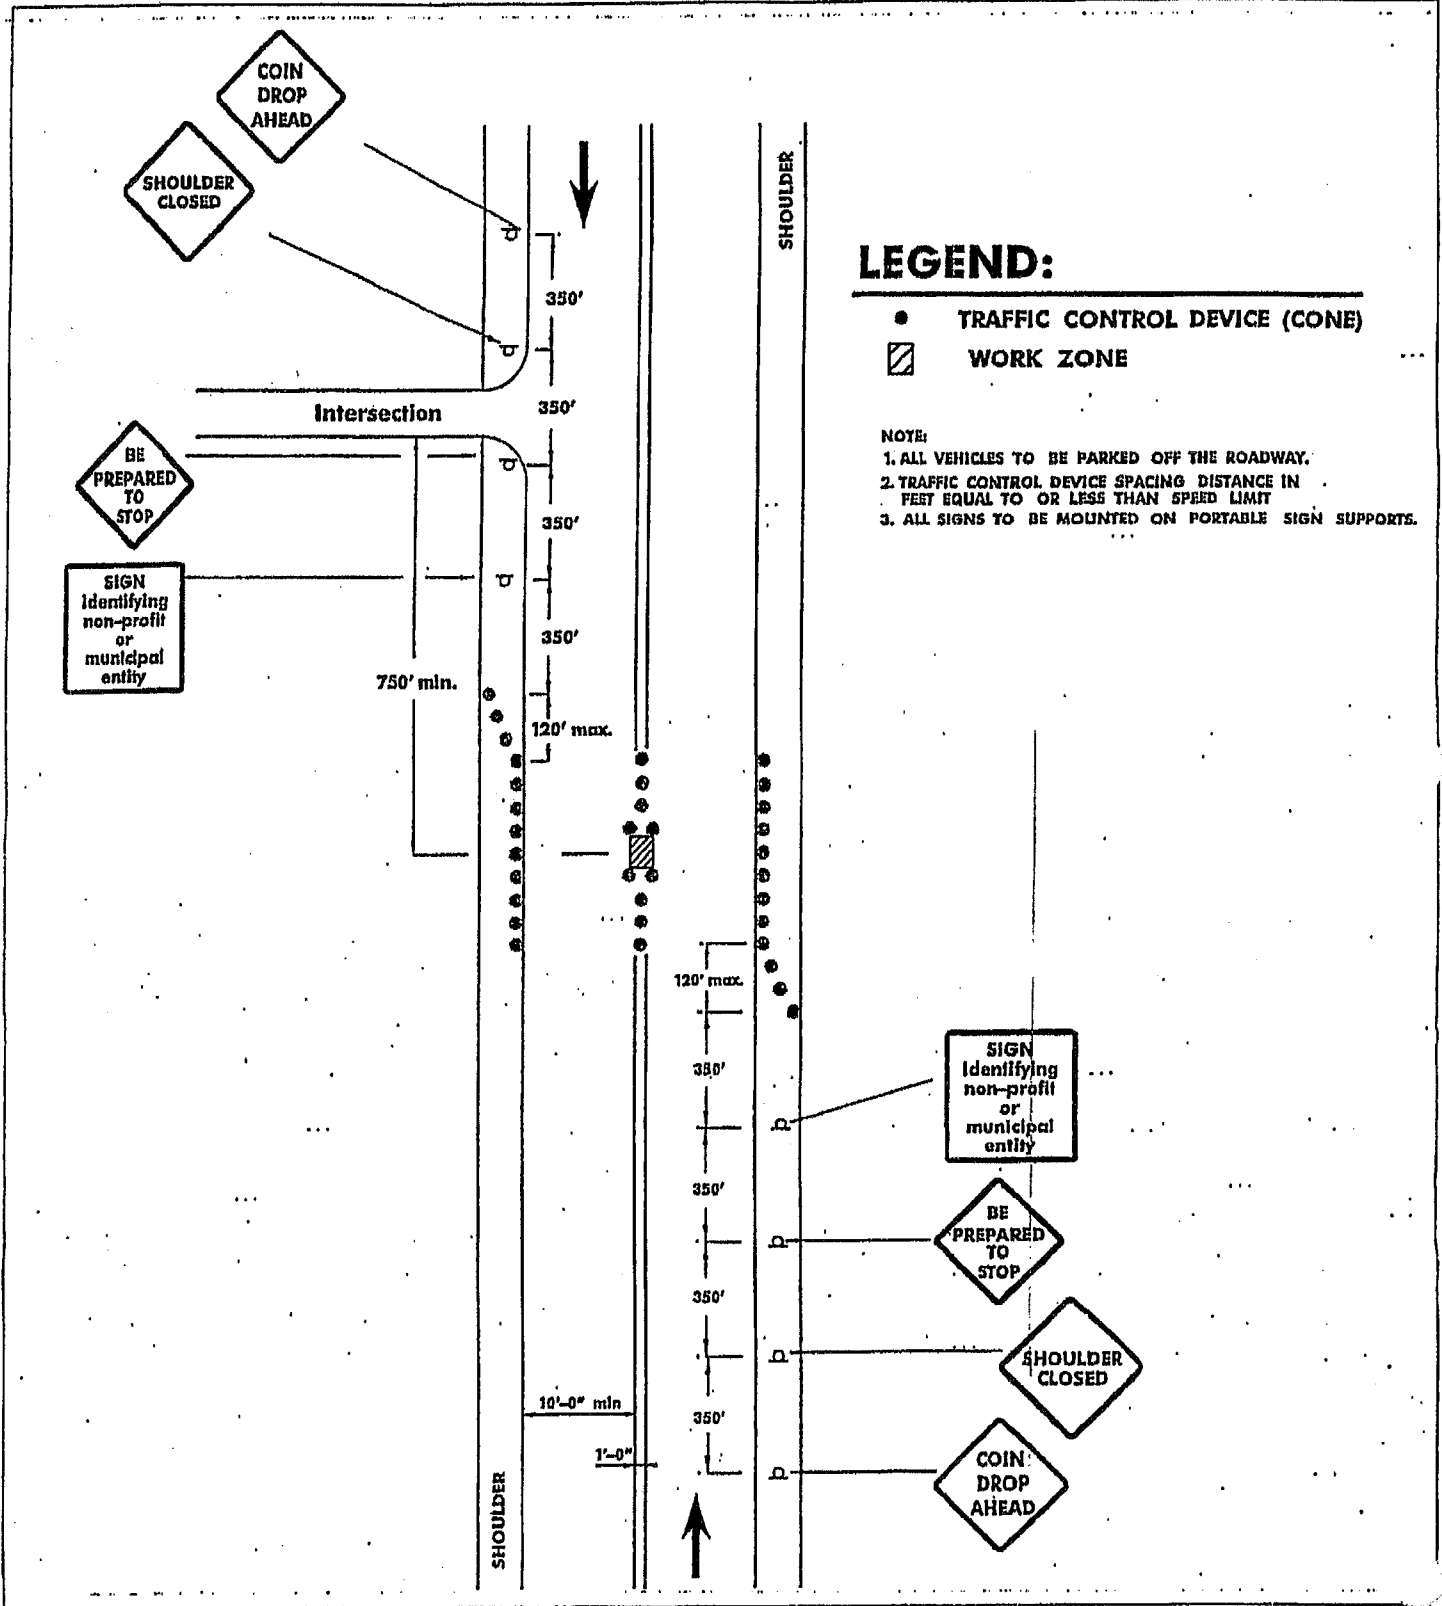 COIN
DROP
AHEAD
SHOULDER
CLOSED
SHOULDER
350'
LEGEND:
TRAFFIC CONTROL DEVICE (CONE)
WORK ZONE
350'
Intersection
NOTE:
1. ALL VEHICLES TO BE PARKED OFF THE ROADWAY.
2. TRAFFIC CONTROL DEVICE SPACING DISTANCE IN
FEET EQUAL TO OR LESS THAN SPEED LIMIT
3. ALL SIGNS TO BE MOUNTED ON PORTABLE SIGN SUPPORTS.
BE
PREPARED
TO
STOP
350'
SIGN
Identifying
non-profit
or
municipal
entity
350'
750' min.
120' max.
120' max.
350'
SIGN
Identifying
non-profit
or
municipal
entity
350'
BE
PREPARED
TO
STOP
350'
SHOULDER
CLOSED
10'-0" min
350'
1'-0"
COIN
DROP
AHEAD
SHOULDER